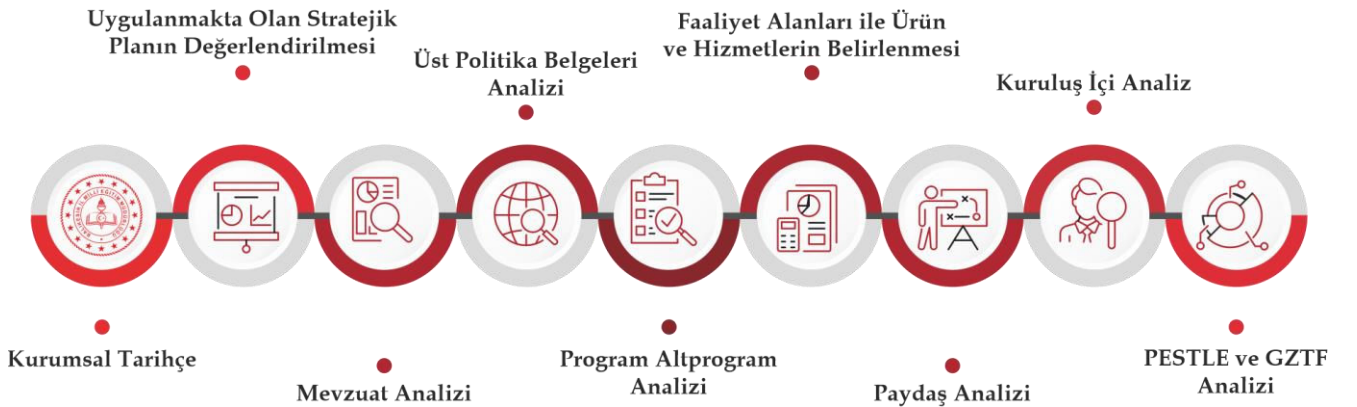 Uygulanmakta Olan Stratejik
Planın Değerlendirilmesi
Üst Politika Belgeleri
Analizi
Faaliyet Alanları ile Ürün
ve Hizmetlerin Belirlenmesi
Kuruluş İçi Analiz
Kurumsal Tarihçe
Mevzuat Analizi
Program Altprogram
Analizi
Paydaş Analizi
PESTLE ve GZTF
Analizi